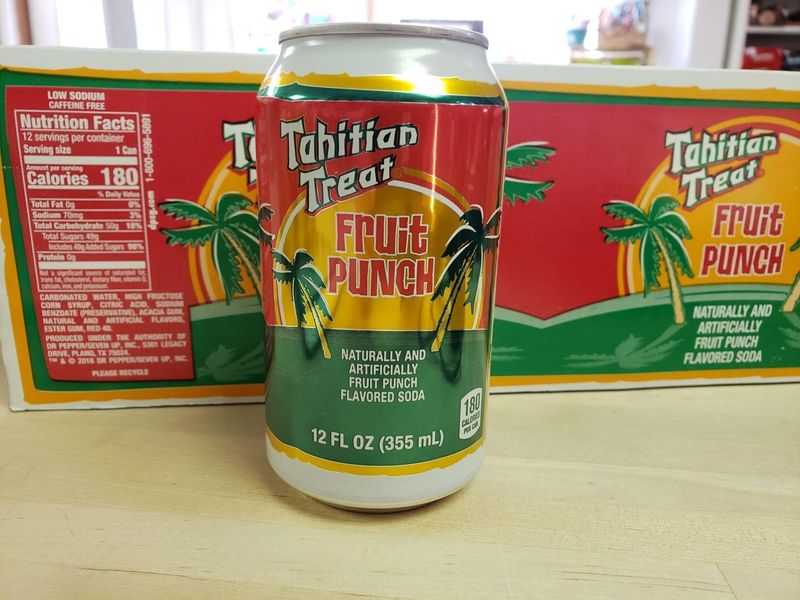 LOW SODIUM
CAFFEINE FREE
Nutrition Facts
12 servings per container
Serving size 1 Can
Amount per serving
Calories 180
% Daily Value
Total Fat 0g 0%
Sodium 70mg 3%
Total Carbohydrate 50g 18%
Total Sugars 49g
Includes 49g Added Sugars 98%
Protein 0g
Not a significant source of saturated fat,
trans fat, cholesterol, dietary fiber, vitamin D,
calcium, iron, and potassium.
CARBONATED WATER, HIGH FRUCTOSE
CORN SYRUP, CITRIC ACID, SODIUM
BENZOATE (PRESERVATIVE), ACACIA GUM,
NATURAL AND ARTIFICIAL FLAVORS,
ESTER GUM, RED 40.
PRODUCED UNDER THE AUTHORITY OF
DR PEPPER/SEVEN UP, INC., 5301 LEGACY
DRIVE, PLANO, TX 75024.
™ & © 2018 DR PEPPER/SEVEN UP, INC.
PLEASE RECYCLE
dpsg.com 1-800-696-5891
T
Tahitian
Treat
Fruit
PUNCH
NATURALLY AND
ARTIFICIALLY
FRUIT PUNCH
FLAVORED SODA
12 FL OZ (355 mL)
180
CALORIES
PER CAN
Tahitian
Treat
Fruit
PUNCH
NATURALLY AND
ARTIFICIALLY
FRUIT PUNCH
FLAVORED SODA